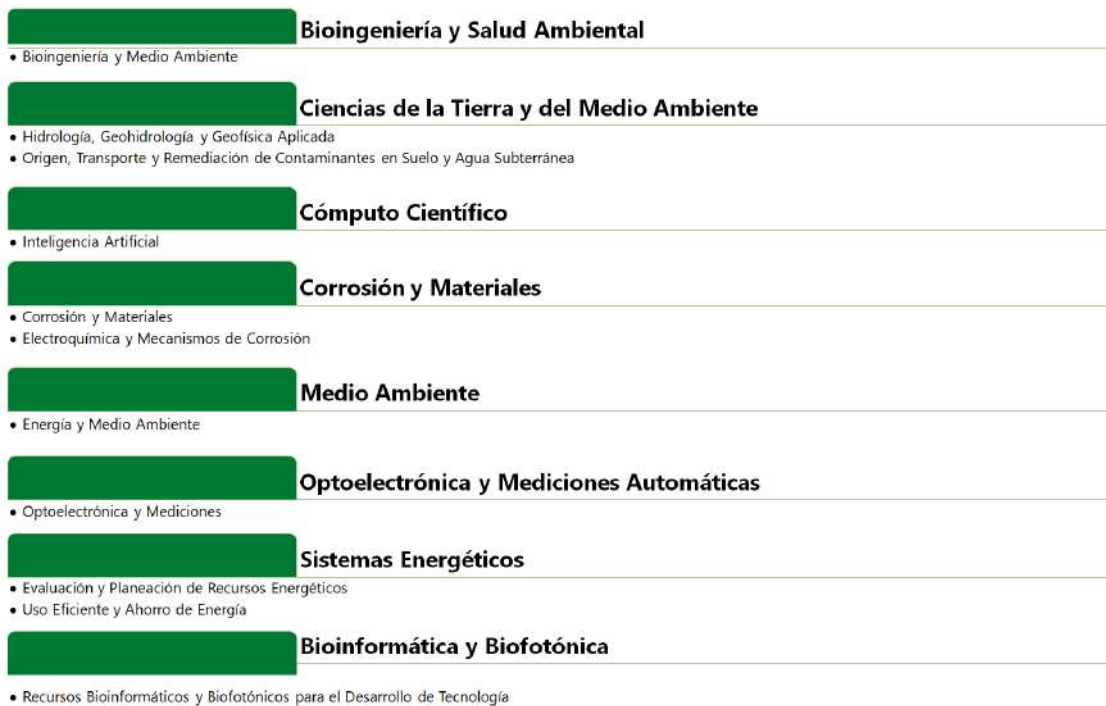 Bioingeniería y Salud Ambiental
• Bioingeniería y Medio Ambiente
Ciencias de la Tierra y del Medio Ambiente
• Hidrología, Geohidrología y Geofísica Aplicada
• Origen, Transporte y Remediación de Contaminantes en Suelo y Agua Subterránea
Cómputo Científico
• Inteligencia Artificial
Corrosión y Materiales
• Corrosión y Materiales
• Electroquímica y Mecanismos de Corrosión
Medio Ambiente
• Energía y Medio Ambiente
Optoelectrónica y Mediciones Automáticas
• Optoelectrónica y Mediciones
Sistemas Energéticos
• Evaluación y Planeación de Recursos Energéticos
• Uso Eficiente y Ahorro de Energía
Bioinformática y Biofotónica
• Recursos Bioinformáticos y Biofotónicos para el Desarrollo de Tecnología